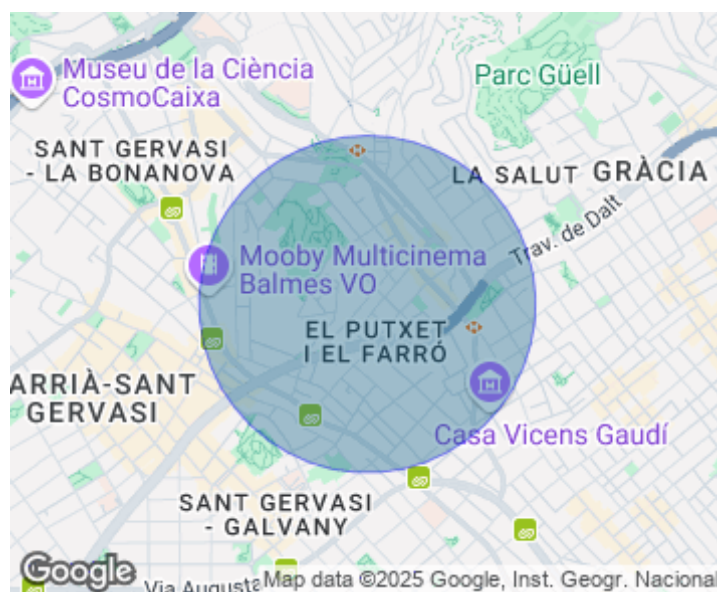 Museu de la Ciència
CosmoCaixa
Parc Güell
SANT GERVASI
- LA BONANOVA
LA SALUT
GRÀCIA
Trav. de Dalt
Mooby Multicinema
Balmes VO
EL PUTXET
I EL FARRÓ
ARRIÀ-SANT
GERVASI
Casa Vicens Gaudí
SANT GERVASI
- GALVANY
Google
Via Augusta
Map data ©2025 Google, Inst. Geogr. Nacional